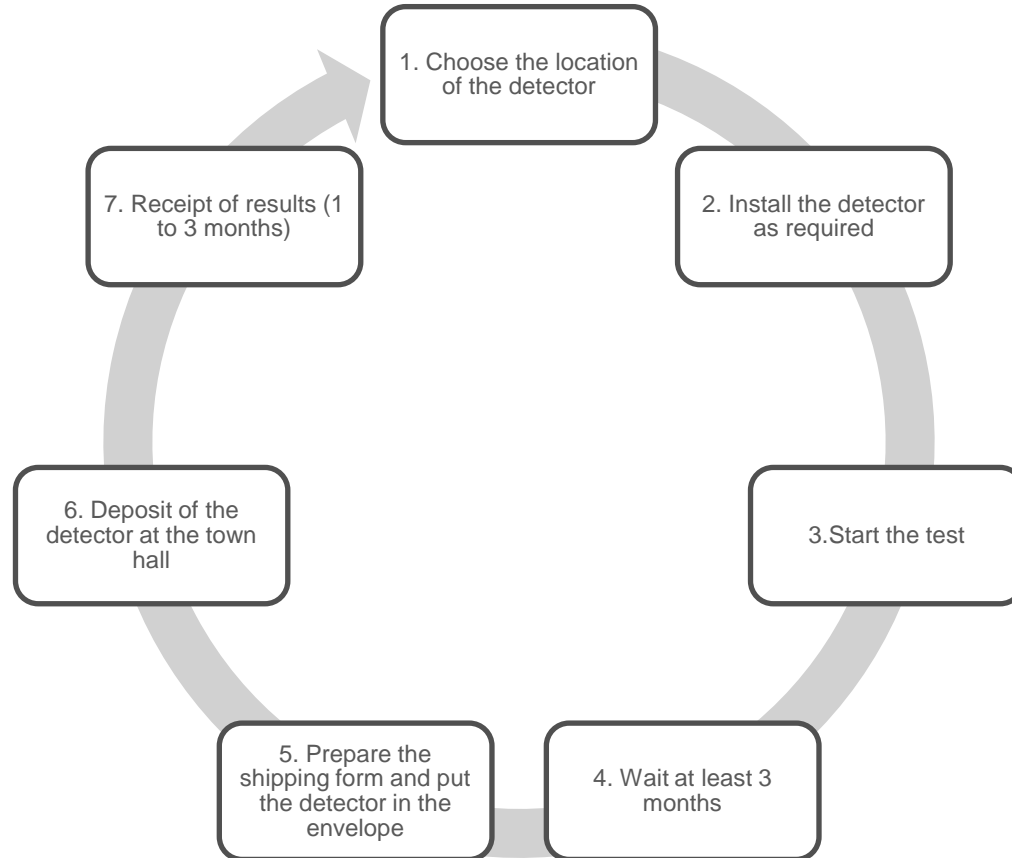 1. Choose the location
of the detector
2. Install the detector
as required
3.Start the test
4. Wait at least 3
months
5. Prepare the
shipping form and put
the detector in the
envelope
6. Deposit of the
detector at the town
hall
7. Receipt of results (1
to 3 months)